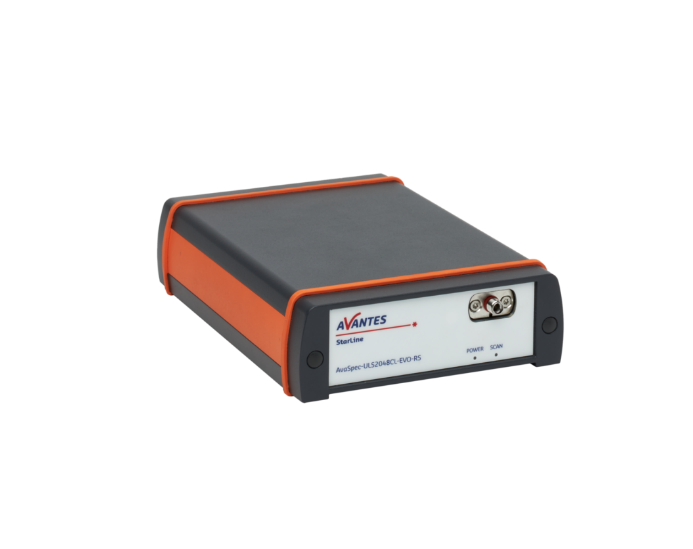 AVANTES
StarLine
AvaSpec-ULS2048CL-EVO-RS
POWER SCAN